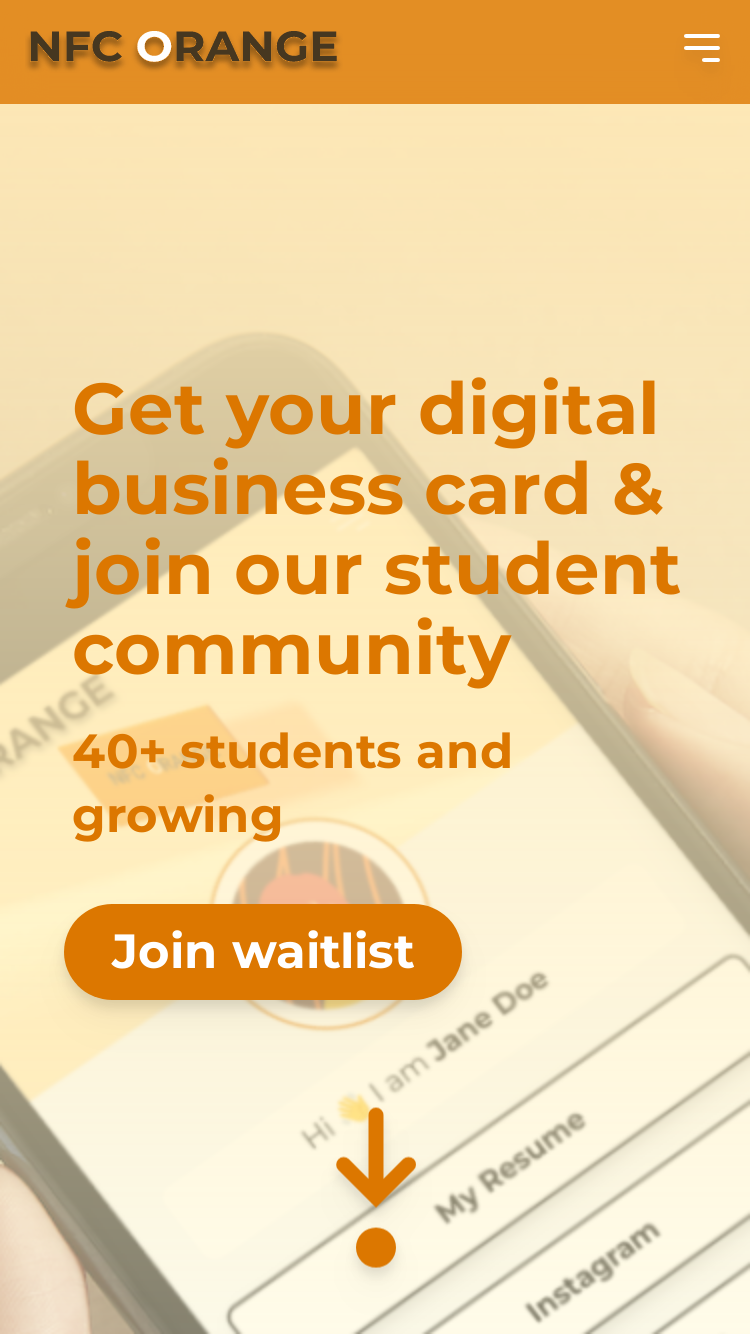 NFC ORANGE
Get your digital
business card &
join our student
community
RANGE
40+ students and
growing
Join waitlist
Hi 👋 I am Jane Doe
My Resume
Instagram